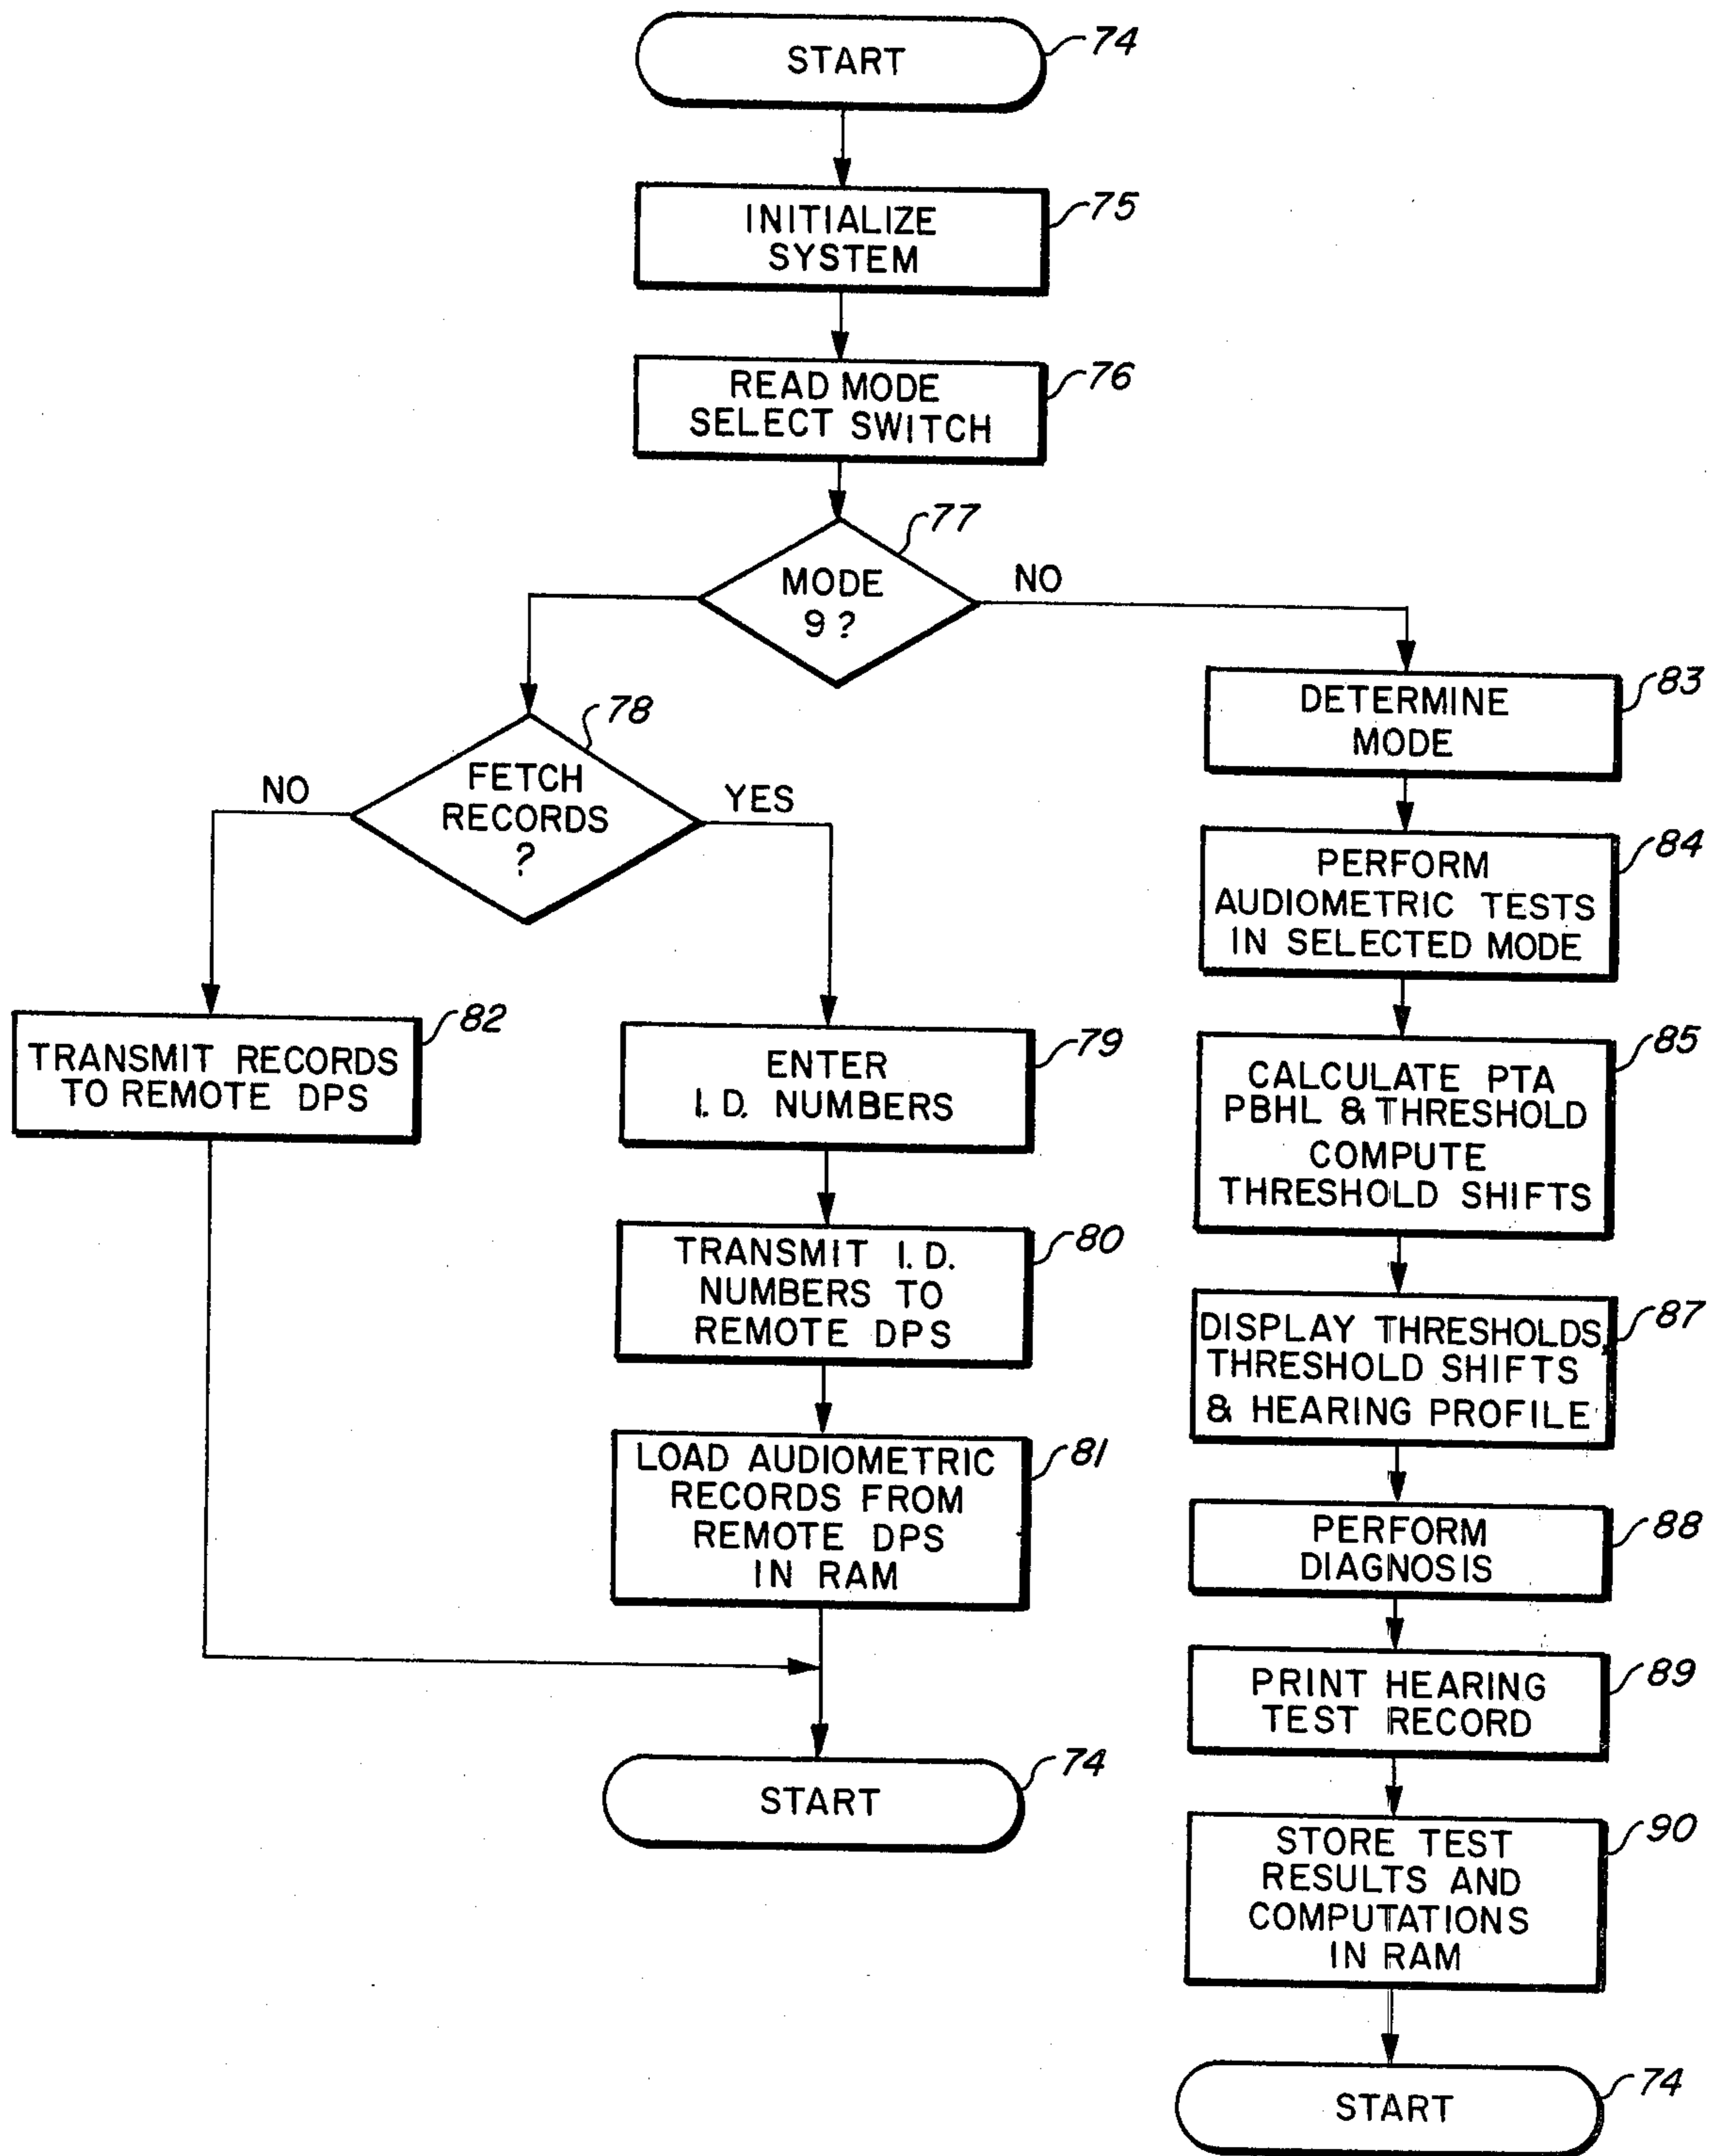 START
74
INITIALIZE
SYSTEM
75
READ MODE
SELECT SWITCH
76
MODE
9?
77
NO
FETCH
RECORDS
?
78
NO
YES
TRANSMIT RECORDS
TO REMOTE DPS
82
ENTER
I.D. NUMBERS
79
TRANSMIT I.D.
NUMBERS TO
REMOTE DPS
80
LOAD AUDIOMETRIC
RECORDS FROM
REMOTE DPS
IN RAM
81
START
74
DETERMINE
MODE
83
PERFORM
AUDIOMETRIC TESTS
IN SELECTED MODE
84
CALCULATE PTA
PBHL & THRESHOLD
COMPUTE
THRESHOLD SHIFTS
85
DISPLAY THRESHOLDS,
THRESHOLD SHIFTS
& HEARING PROFILE
87
PERFORM
DIAGNOSIS
88
PRINT HEARING
TEST RECORD
89
STORE TEST
RESULTS AND
COMPUTATIONS
IN RAM
90
START
74